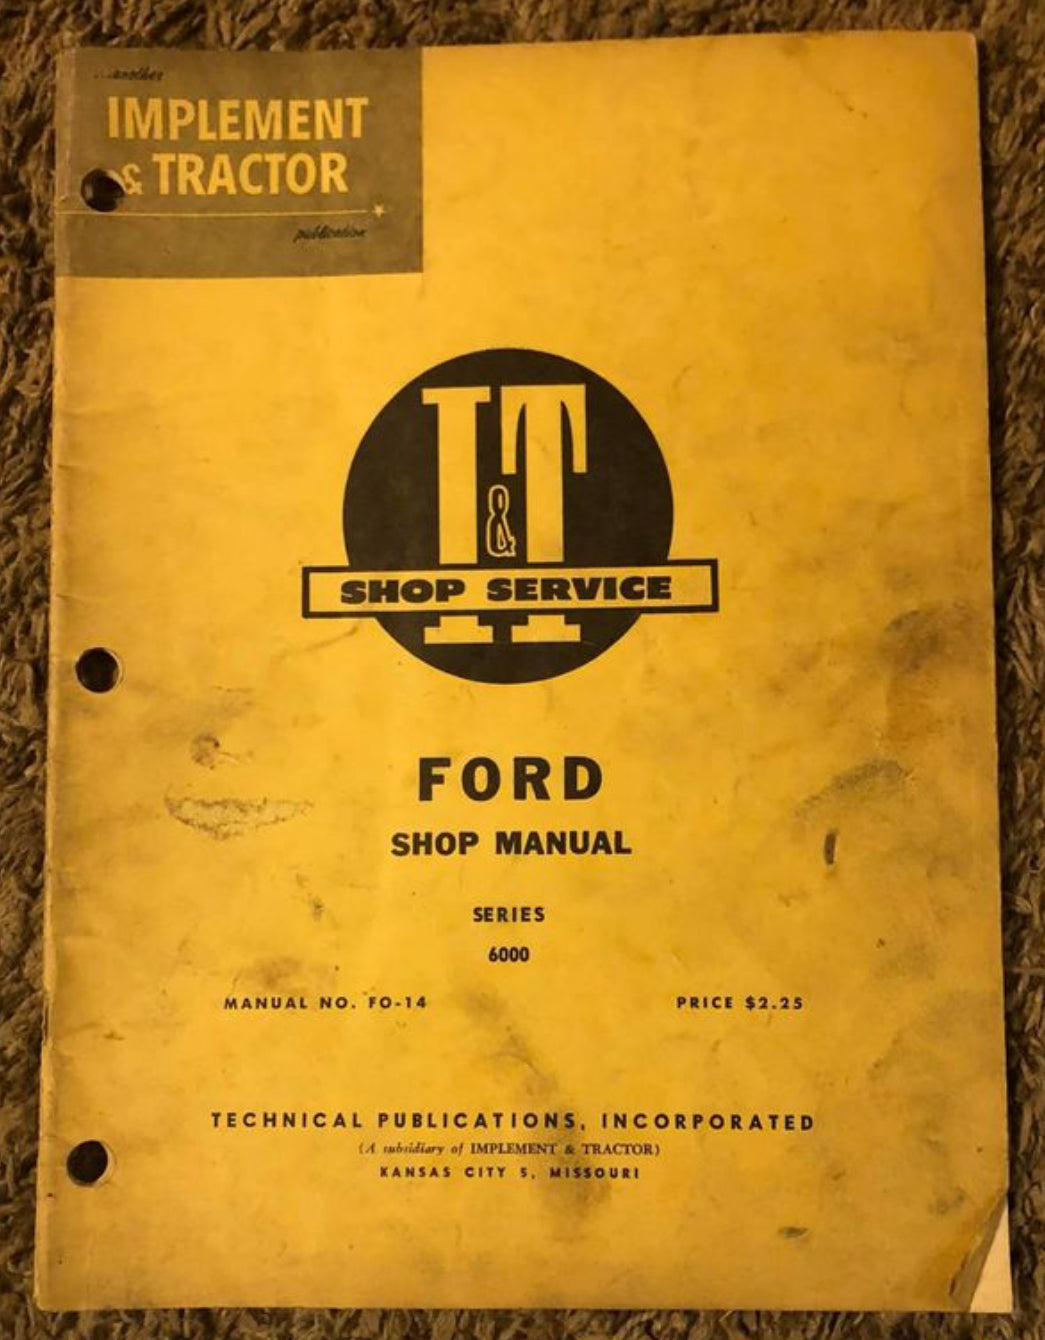 ...another
IMPLEMENT
& TRACTOR
publication
I&T
SHOP SERVICE
FORD
SHOP MANUAL
SERIES
6000
MANUAL NO. FO-14 PRICE $2.25
TECHNICAL PUBLICATIONS, INCORPORATED
(A subsidiary of IMPLEMENT & TRACTOR)
KANSAS CITY 5, MISSOURI